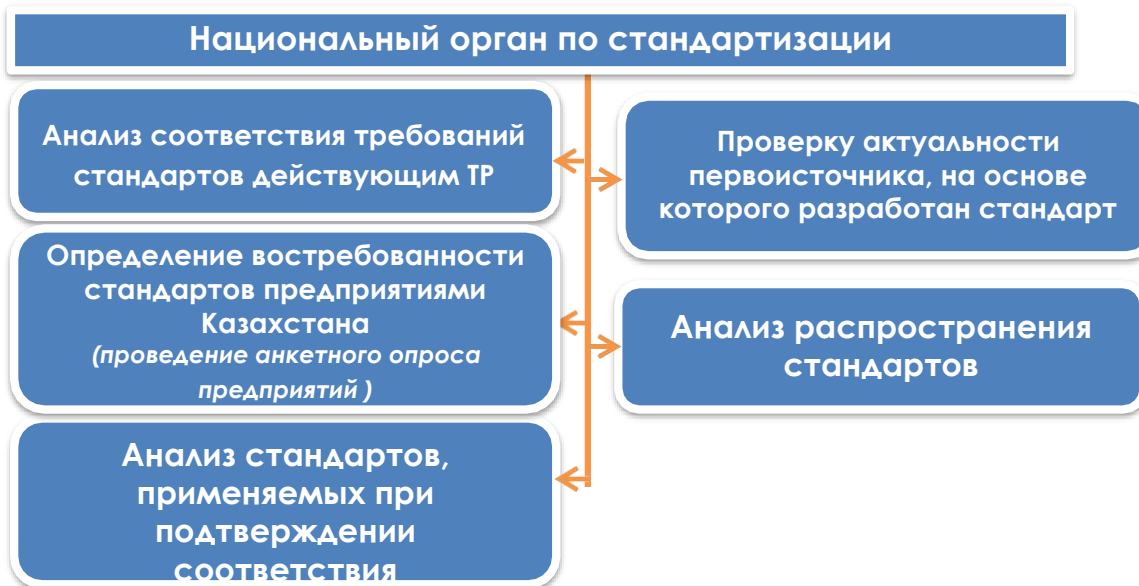 Национальный орган по стандартизации
Анализ соответствия требований
стандартов действующим ТР
Проверку актуальности
первоисточника, на основе
которого разработан стандарт
Определение востребованности
стандартов предприятиями
Казахстана
(проведение анкетного опроса
предприятий )
Анализ распространения
стандартов
Анализ стандартов,
применяемых при
подтверждении
соответствия